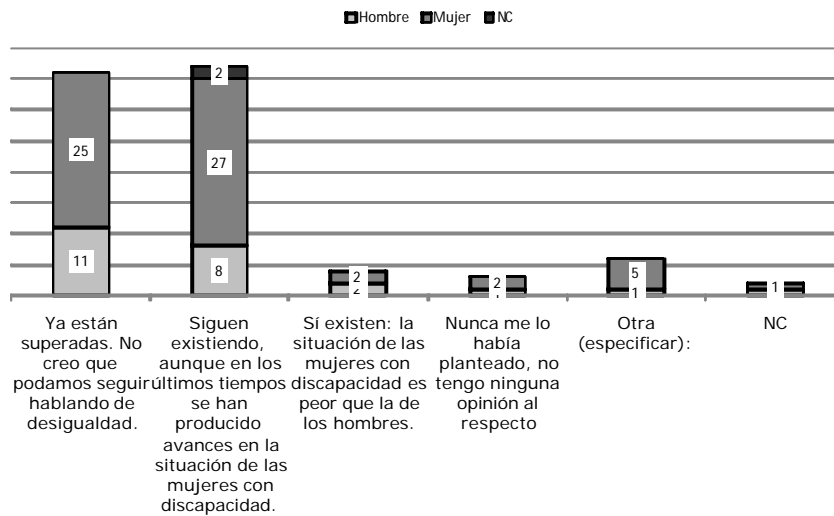 Hombre Mujer NC
2
25
27
11
8
2
2
2
5
1
1
Ya están
superadas. No
creo que
podamos seguir
hablando de
desigualdad.
Siguen
existiendo,
aunque en los
últimos tiempos
se han
producido
avances en la
situación de las
mujeres con
discapacidad.
Sí existen: la
situación de las
mujeres con
discapacidad es
peor que la de
los hombres.
Nunca me lo
había
planteado, no
tengo ninguna
opinión al
respecto
Otra
(especificar):
NC